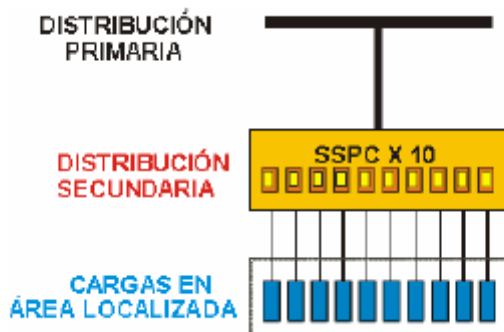 DISTRIBUCIÓN
PRIMARIA
SSPC X 10
DISTRIBUCIÓN
SECUNDARIA
CARGAS EN
ÁREA LOCALIZADA